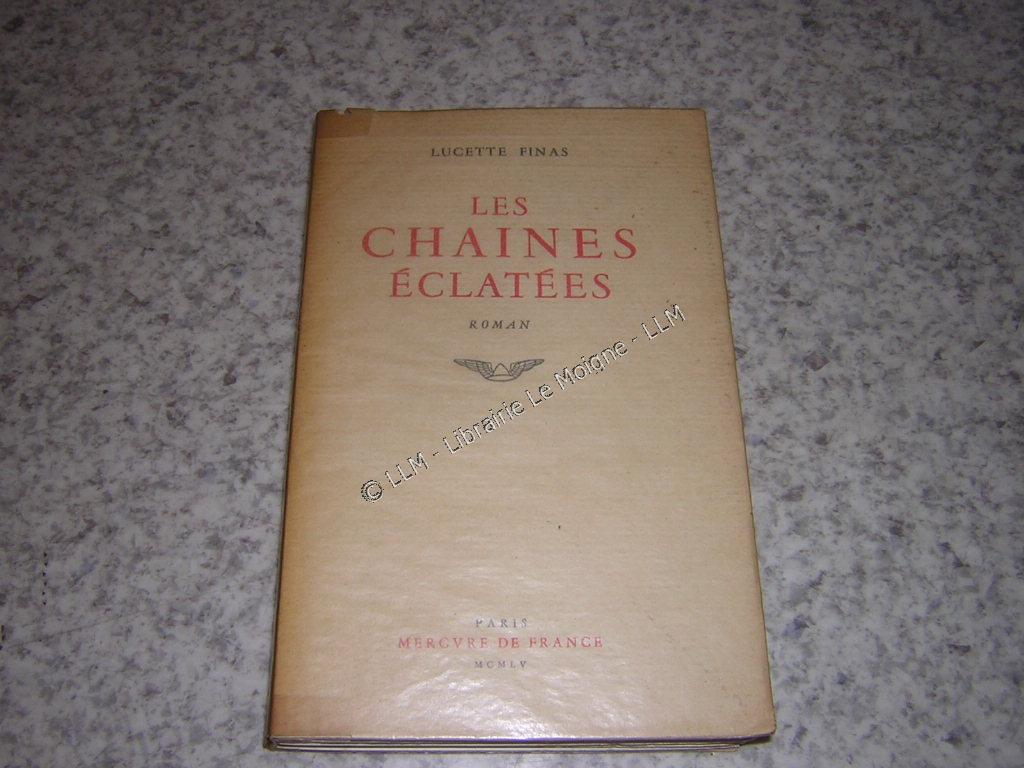 LUCETTE FINAS
LES
CHAINES
ÉCLATÉES
ROMAN
© LLM - Librairie Le Moigne - LLM
PARIS
MERCVRE DE FRANCE
MCMLV